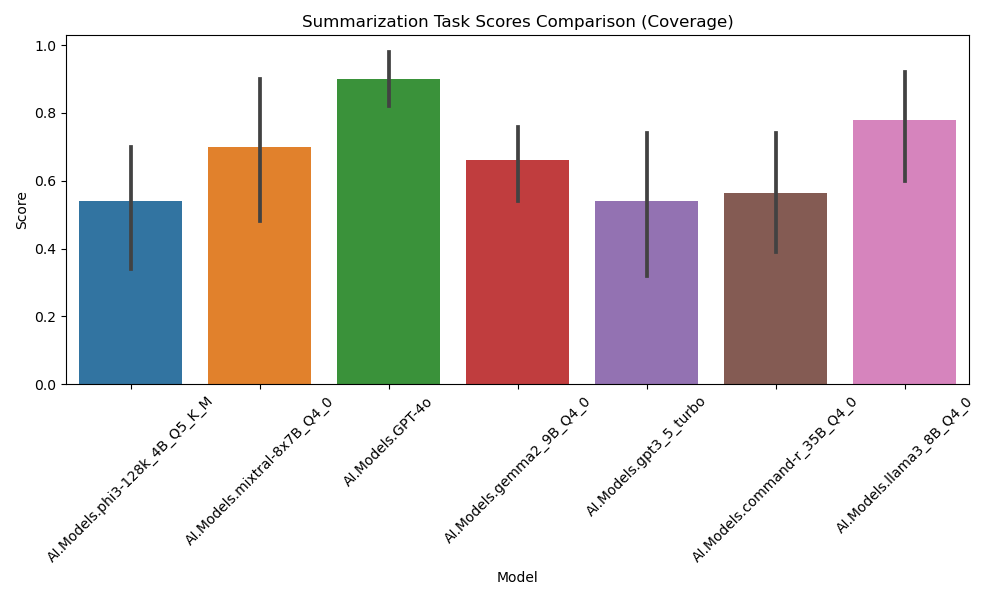 Summarization Task Scores Comparison (Coverage)
1.0
0.8
0.6
0.4
0.2
0.0
Score
AI.Models.phi3-128k_4B_Q5_K_M
AI.Models.mixtral-8x7B_Q4_0
AI.Models.GPT-4o
AI.Models.gemma2_9B_Q4_0
AI.Models.gpt3_5_turbo
AI.Models.command-r_35B_Q4_0
AI.Models.llama3_8B_Q4_0
Model